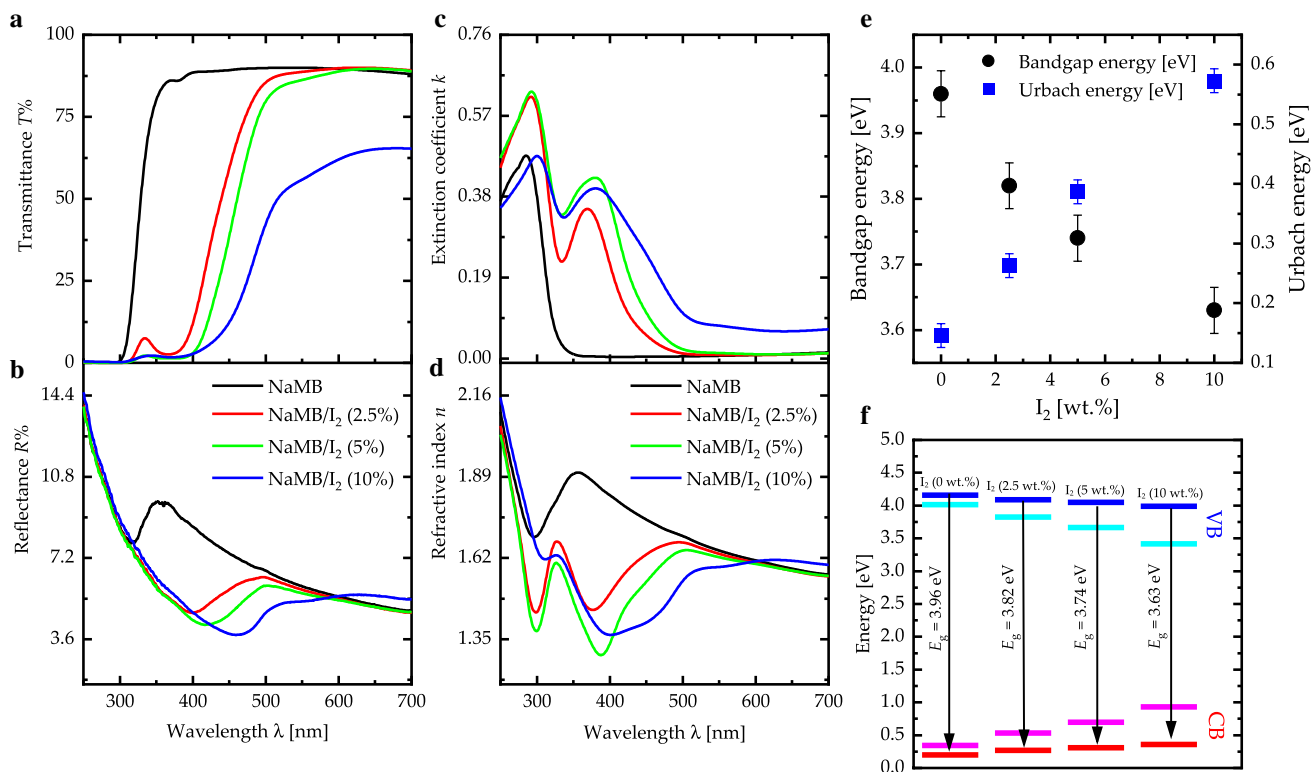 a
100
75
50
25
0
Transmittance T%
b
14.4
10.8
7.2
3.6
Reflectance R%
NaMB
NaMB/I₂ (2.5%)
NaMB/I₂ (5%)
NaMB/I₂ (10%)
300 400 500 600 700
Wavelength λ [nm]
c
0.76
0.57
0.38
0.19
0.00
Extinction coefficient k
d
2.16
1.89
1.62
1.35
Refractive index n
NaMB
NaMB/I₂ (2.5%)
NaMB/I₂ (5%)
NaMB/I₂ (10%)
300 400 500 600 700
Wavelength λ [nm]
e
Bandgap energy [eV]
Urbach energy [eV]
4.0
3.9
3.8
3.7
3.6
Bandgap energy [eV]
0.6
0.5
0.4
0.3
0.2
0.1
Urbach energy [eV]
0 2 4 6 8 10
I₂ [wt.%]
f
5.0
4.5
4.0
3.5
3.0
2.5
2.0
1.5
1.0
0.5
0.0
Energy [eV]
I₂ (0 wt.%) I₂ (2.5 wt.%) I₂ (5 wt.%) I₂ (10 wt.%)
VB
E_g = 3.96 eV
E_g = 3.82 eV
E_g = 3.74 eV
E_g = 3.63 eV
CB